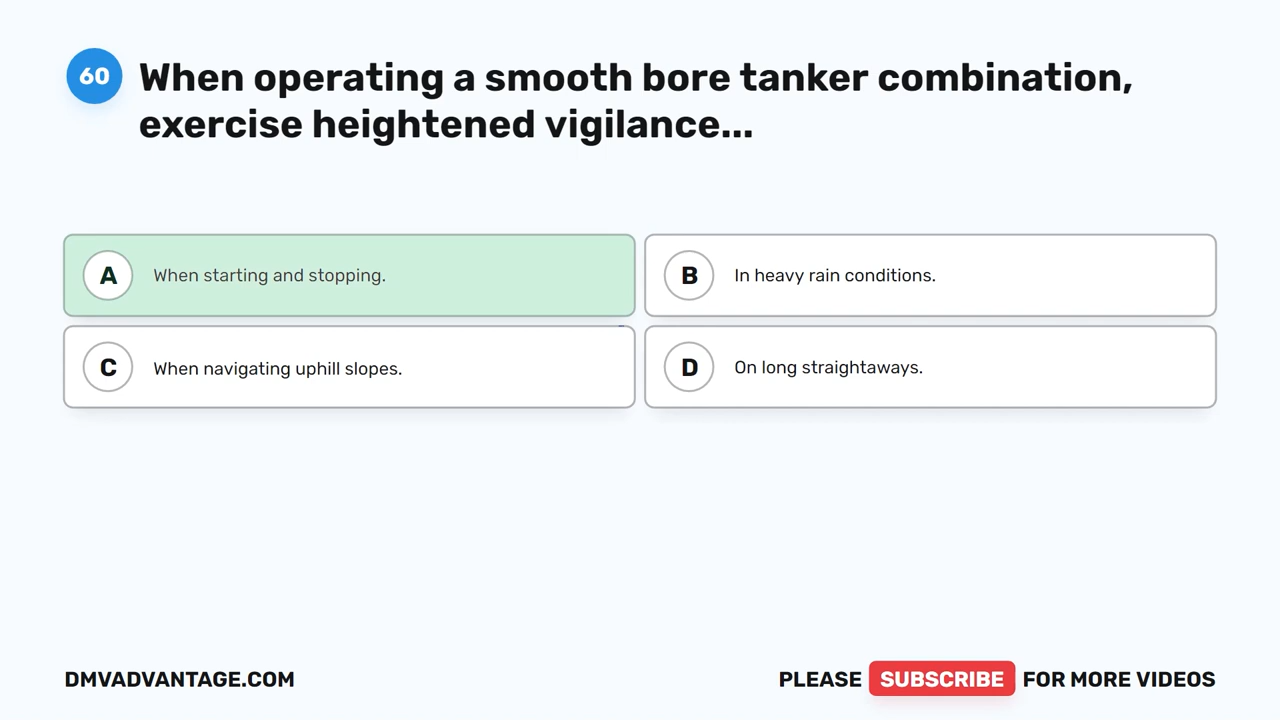 60
When operating a smooth bore tanker combination,
exercise heightened vigilance...
A When starting and stopping.
B In heavy rain conditions.
C When navigating uphill slopes.
D On long straightaways.
DMVADVANTAGE.COM
PLEASE SUBSCRIBE FOR MORE VIDEOS